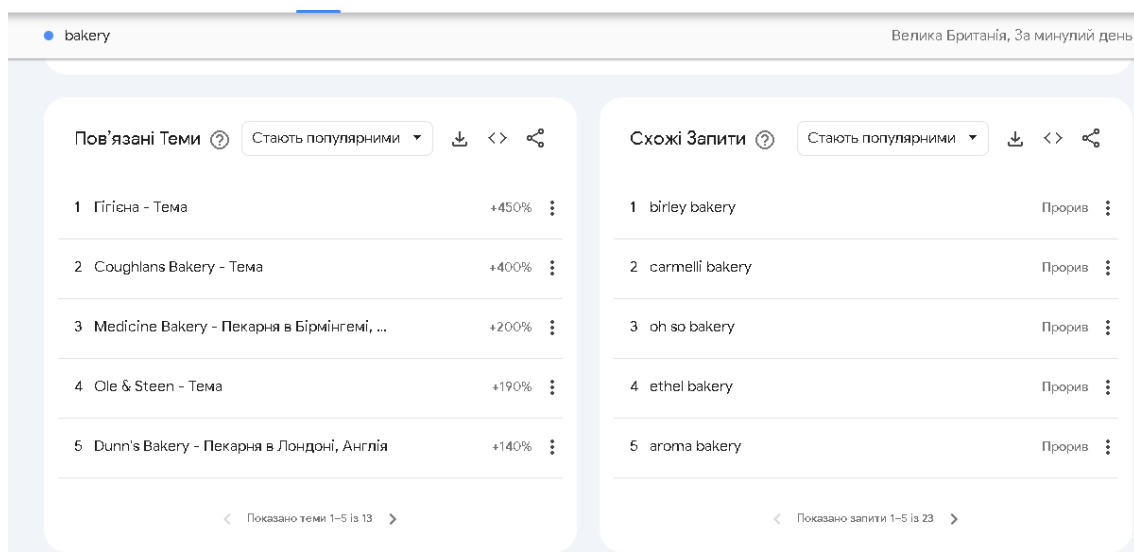 bakery
Велика Британія, За минулий день
Пов’язані Теми
Стають популярними
1 Гігієна - Тема +450%
2 Coughlans Bakery - Тема +400%
3 Medicine Bakery - Пекарня в Бірмінгемі, ... +200%
4 Ole & Steen - Тема +190%
5 Dunn's Bakery - Пекарня в Лондоні, Англія +140%
Показано теми 1–5 із 13
Схожі Запити
Стають популярними
1 birley bakery Прорив
2 carmelli bakery Прорив
3 oh so bakery Прорив
4 ethel bakery Прорив
5 aroma bakery Прорив
Показано запити 1–5 із 23